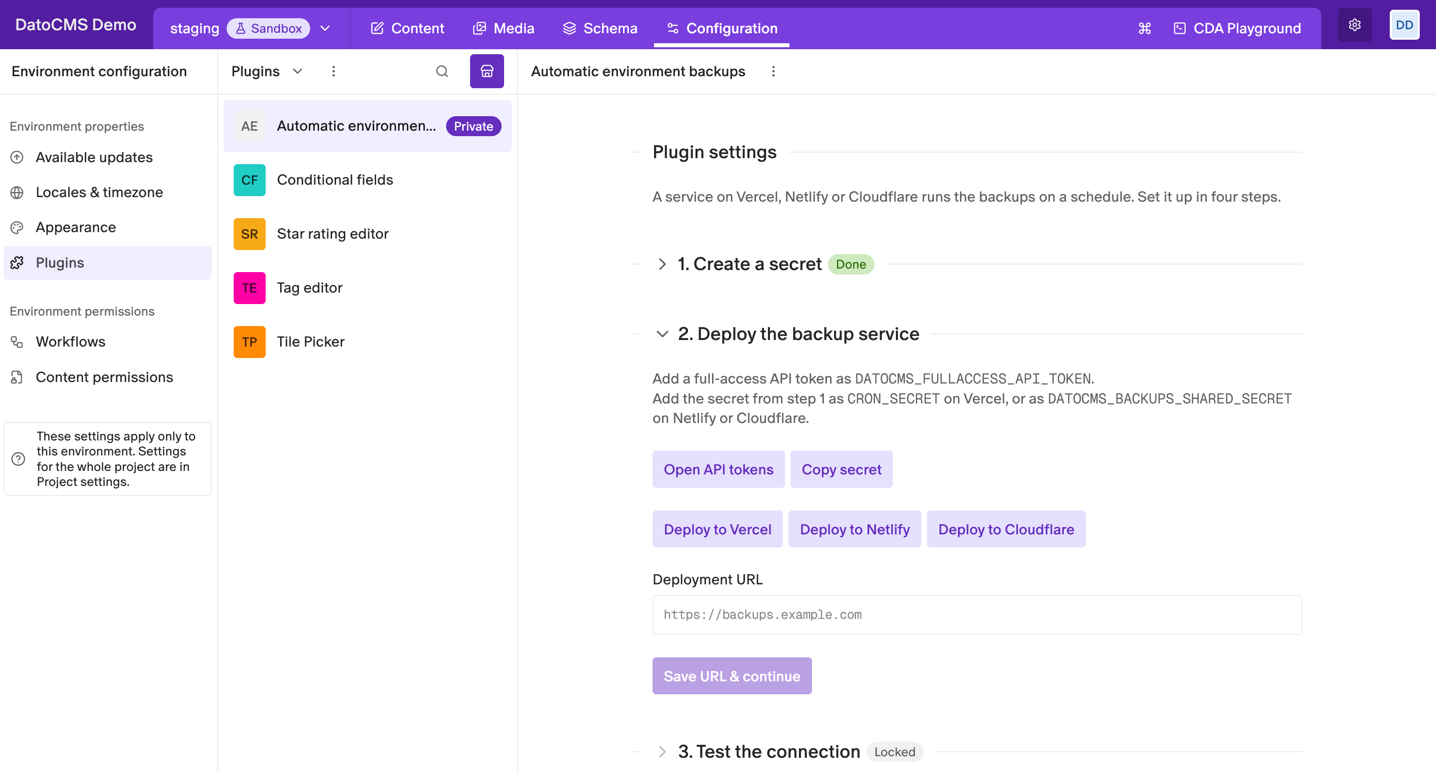 DatoCMS Demo
staging Sandbox
Content
Media
Schema
Configuration
CDA Playground
DD
Environment configuration
Plugins
Automatic environment backups
Environment properties
Available updates
Locales & timezone
Appearance
Plugins
Environment permissions
Workflows
Content permissions
These settings apply only to
this environment. Settings
for the whole project are in
Project settings.
AE Automatic environmen... Private
CF Conditional fields
SR Star rating editor
TE Tag editor
TP Tile Picker
Plugin settings
A service on Vercel, Netlify or Cloudflare runs the backups on a schedule. Set it up in four steps.
1. Create a secret Done
2. Deploy the backup service
Add a full-access API token as DATOCMS_FULLACCESS_API_TOKEN.
Add the secret from step 1 as CRON_SECRET on Vercel, or as DATOCMS_BACKUPS_SHARED_SECRET
on Netlify or Cloudflare.
Open API tokens
Copy secret
Deploy to Vercel
Deploy to Netlify
Deploy to Cloudflare
Deployment URL
https://backups.example.com
Save URL & continue
3. Test the connection Locked